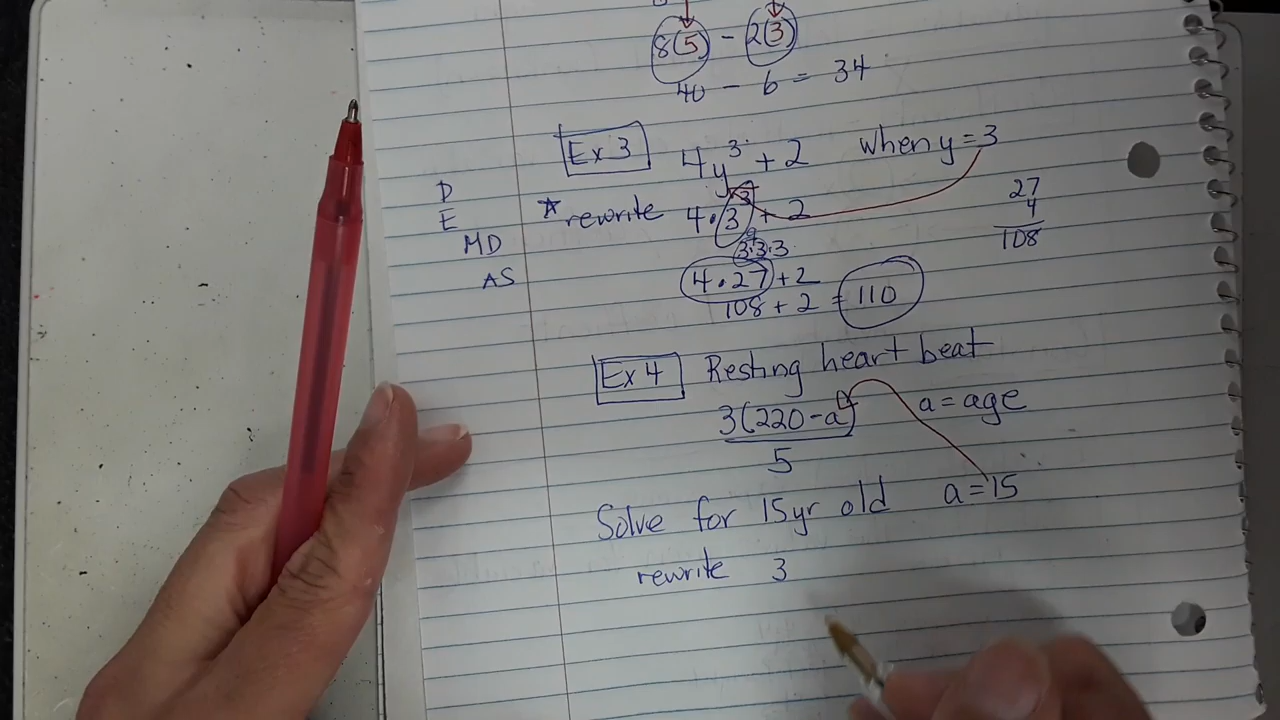 8(5) - 2(3)
40 - 6 = 34
Ex 3 4y³ + 2 when y = 3
D
E *rewrite 4·3³ + 2
MD 3·3·3
9
AS 4·27 + 2
108 + 2 = 110
27
4
108
Ex 4 Resting heart beat
3(220-a) a = age
5
Solve for 15yr old a = 15
rewrite 3